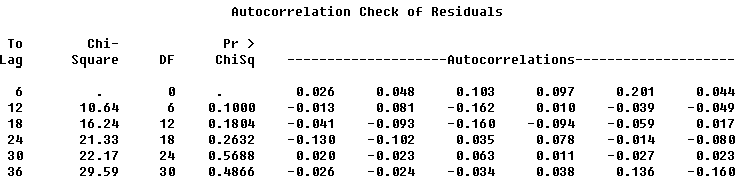 Autocorrelation Check of Residuals
To Chi- Pr >
Lag Square DF ChiSq --------------------Autocorrelations--------------------
6 . 0 . 0.026 0.048 0.103 0.097 0.201 0.044
12 10.64 6 0.1000 -0.013 0.081 -0.162 0.010 -0.039 -0.049
18 16.24 12 0.1804 -0.041 -0.093 -0.160 -0.094 -0.059 0.017
24 21.33 18 0.2632 -0.130 -0.102 0.035 0.078 -0.014 -0.080
30 22.17 24 0.5688 0.020 -0.023 0.063 0.011 -0.027 0.023
36 29.59 30 0.4866 -0.026 -0.024 -0.034 0.038 0.136 -0.160